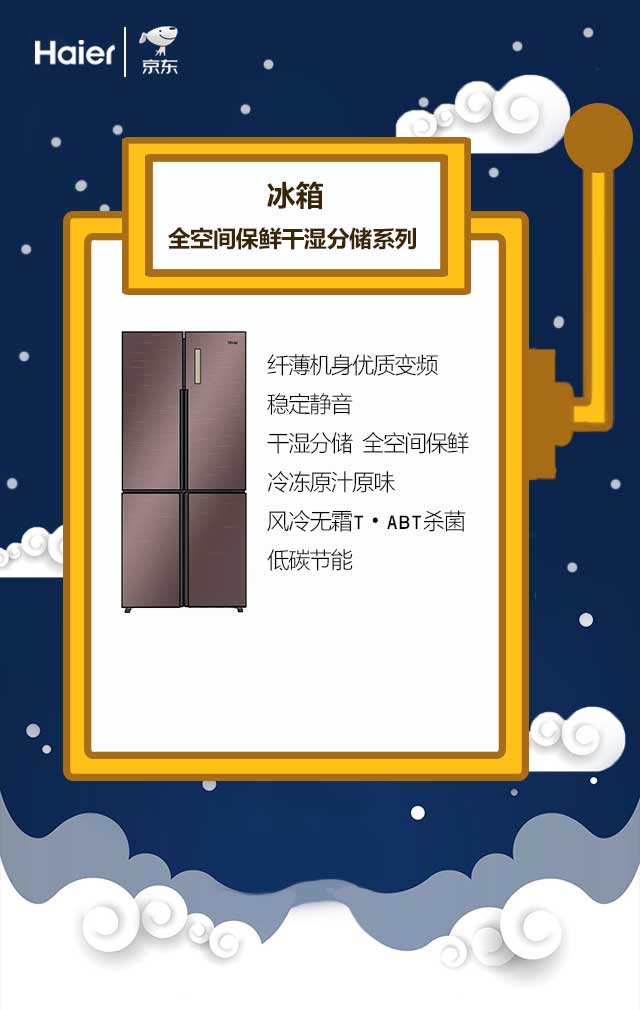 Haier
京东
冰箱
全空间保鲜干湿分储系列
纤薄机身优质变频
稳定静音
干湿分储 全空间保鲜
冷冻原汁原味
风冷无霜T·ABT杀菌
低碳节能